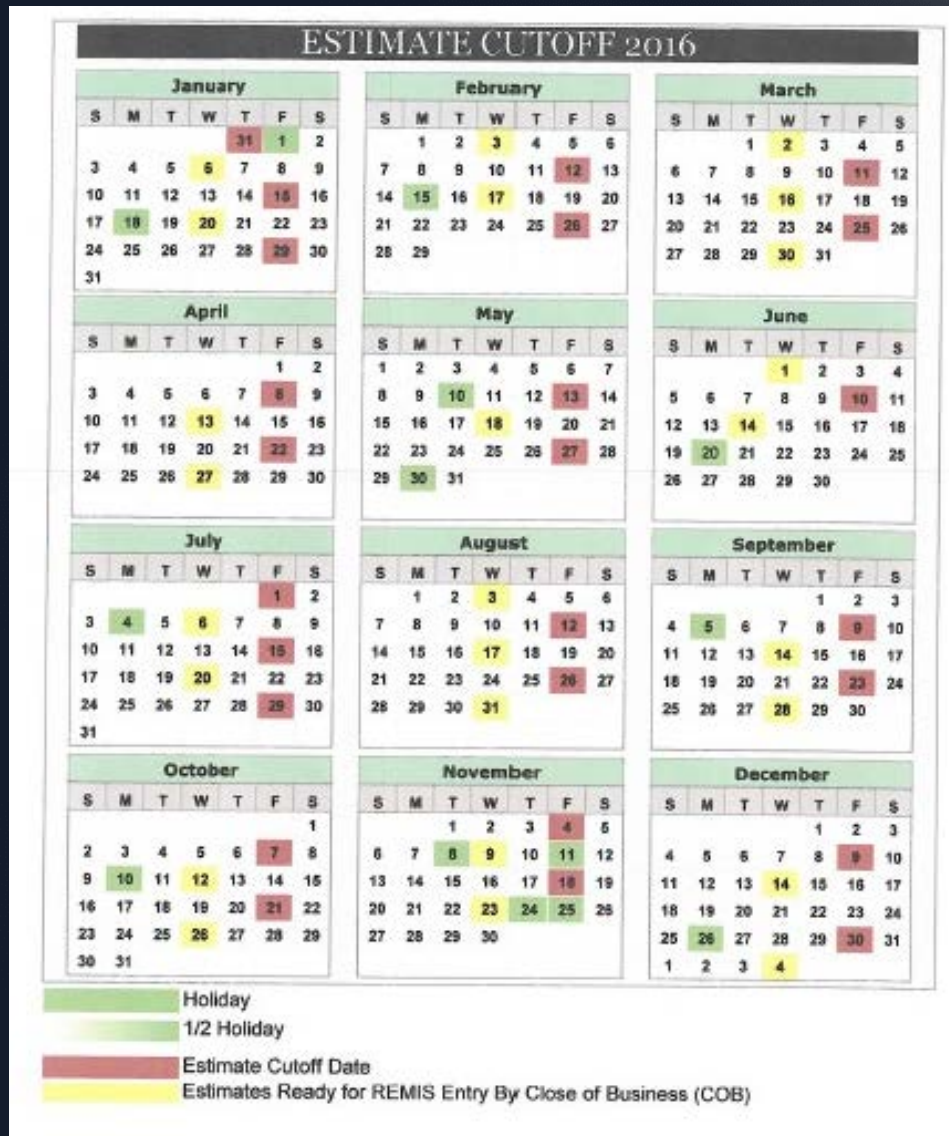 ESTIMATE CUTOFF 2016
January
S M T W T F S
31 1 2
3 4 5 6 7 8 9
10 11 12 13 14 15 16
17 18 19 20 21 22 23
24 25 26 27 28 29 30
31
February
S M T W T F S
1 2 3 4 5 6
7 8 9 10 11 12 13
14 15 16 17 18 19 20
21 22 23 24 25 26 27
28 29
March
S M T W T F S
1 2 3 4 5
6 7 8 9 10 11 12
13 14 15 16 17 18 19
20 21 22 23 24 25 26
27 28 29 30 31
April
S M T W T F S
1 2
3 4 5 6 7 8 9
10 11 12 13 14 15 16
17 18 19 20 21 22 23
24 25 26 27 28 29 30
May
S M T W T F S
1 2 3 4 5 6 7
8 9 10 11 12 13 14
15 16 17 18 19 20 21
22 23 24 25 26 27 28
29 30 31
June
S M T W T F S
1 2 3 4
5 6 7 8 9 10 11
12 13 14 15 16 17 18
19 20 21 22 23 24 25
26 27 28 29 30
July
S M T W T F S
1 2
3 4 5 6 7 8 9
10 11 12 13 14 15 16
17 18 19 20 21 22 23
24 25 26 27 28 29 30
31
August
S M T W T F S
1 2 3 4 5 6
7 8 9 10 11 12 13
14 15 16 17 18 19 20
21 22 23 24 25 26 27
28 29 30 31
September
S M T W T F S
1 2 3
4 5 6 7 8 9 10
11 12 13 14 15 16 17
18 19 20 21 22 23 24
25 26 27 28 29 30
October
S M T W T F S
1
2 3 4 5 6 7 8
9 10 11 12 13 14 15
16 17 18 19 20 21 22
23 24 25 26 27 28 29
30 31
November
S M T W T F S
1 2 3 4 5
6 7 8 9 10 11 12
13 14 15 16 17 18 19
20 21 22 23 24 25 26
27 28 29 30
December
S M T W T F S
1 2 3
4 5 6 7 8 9 10
11 12 13 14 15 16 17
18 19 20 21 22 23 24
25 26 27 28 29 30 31
1 2 3 4
Holiday
1/2 Holiday
Estimate Cutoff Date
Estimates Ready for REMIS Entry By Close of Business (COB)